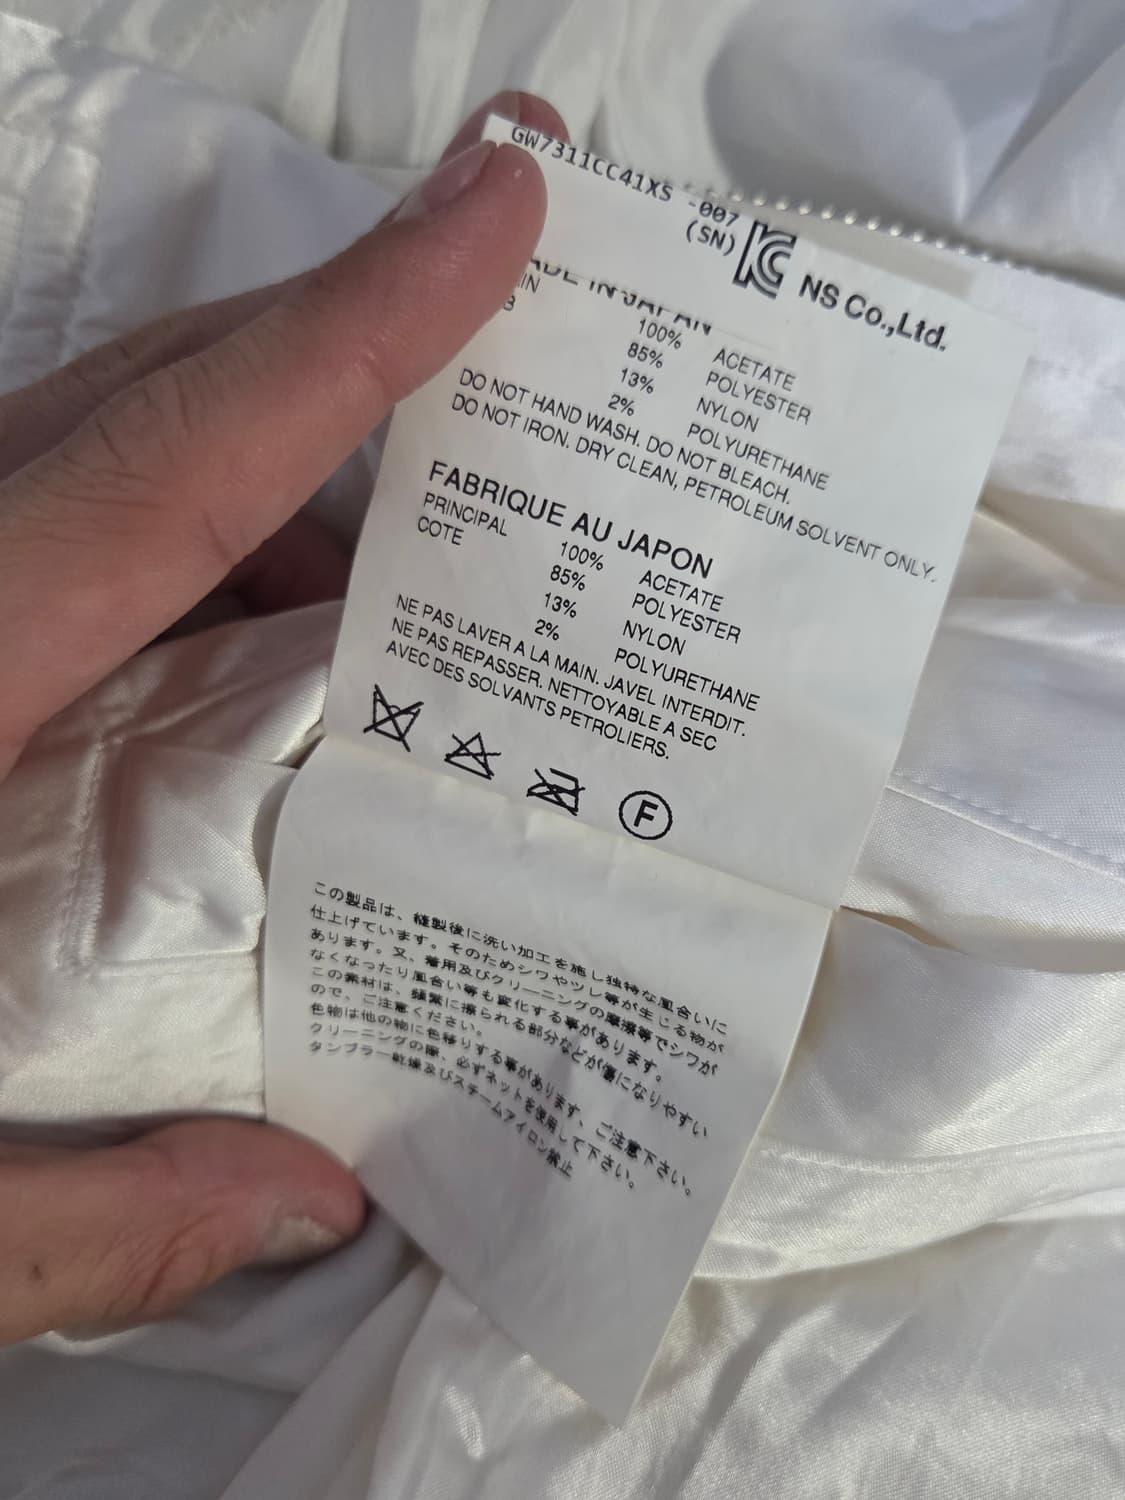 GW7311CC41XS -007
(SN)
NS Co.,Ltd.
MADE IN JAPAN
100% ACETATE
85% POLYESTER
13% NYLON
2% POLYURETHANE
DO NOT HAND WASH. DO NOT BLEACH.
DO NOT IRON. DRY CLEAN, PETROLEUM SOLVENT ONLY.
FABRIQUE AU JAPON
PRINCIPAL 100% ACETATE
COTE 85% POLYESTER
13% NYLON
2% POLYURETHANE
NE PAS LAVER A LA MAIN. JAVEL INTERDIT.
NE PAS REPASSER. NETTOYABLE A SEC
AVEC DES SOLVANTS PETROLIERS.
F
この製品は、縫製後に洗い加工を施し独特な風合いに
仕上げています。そのためシワやツレ等が生じる物が
あります。又、着用及びクリーニングの摩擦等でシワが
なくなったり風合い等も変化する事があります。
この素材は、頻繁に擦られる部分などが傷になりやすい
ので、ご注意ください。
色物は他の物に色移りする事があります、ご注意下さい。
クリーニングの際、必ずネットを使用して下さい。
タンブラー乾燥及びスチームアイロン禁止